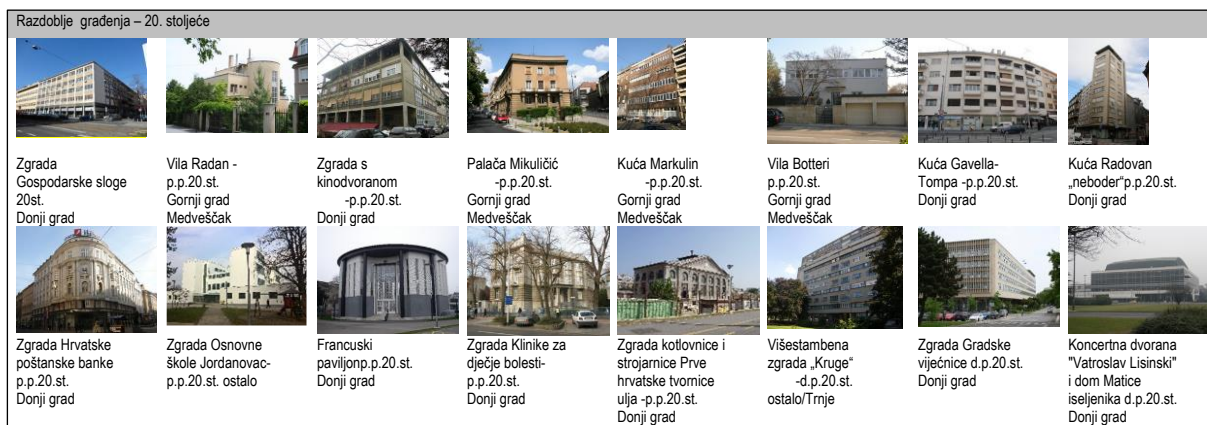 Razdoblje građenja – 20. stoljeće
Zgrada
Gospodarske sloge
20st.
Donji grad
Vila Radan -
p.p.20.st.
Gornji grad
Medveščak
Zgrada s
kinodvoranom
-p.p.20.st.
Donji grad
Palača Mikuličić
-p.p.20.st.
Gornji grad
Medveščak
Kuća Markulin
-p.p.20.st.
Gornji grad
Medveščak
Vila Botteri
p.p.20.st.
Gornji grad
Medveščak
Kuća Gavella-
Tompa -p.p.20.st.
Donji grad
Kuća Radovan
„neboder“p.p.20.st.
Donji grad
Zgrada Hrvatske
poštanske banke
p.p.20.st.
Donji grad
Zgrada Osnovne
škole Jordanovac-
p.p.20.st. ostalo
Francuski
paviljonp.p.20.st.
Donji grad
Zgrada Klinike za
dječje bolesti-
p.p.20.st.
Donji grad
Zgrada kotlovnice i
strojarnice Prve
hrvatske tvornice
ulja -p.p.20.st.
Donji grad
Višestambena
zgrada „Kruge“
-d.p.20.st.
ostalo/Trnje
Zgrada Gradske
vijećnice d.p.20.st.
Donji grad
Koncertna dvorana
"Vatroslav Lisinski"
i dom Matice
iseljenika d.p.20.st.
Donji grad